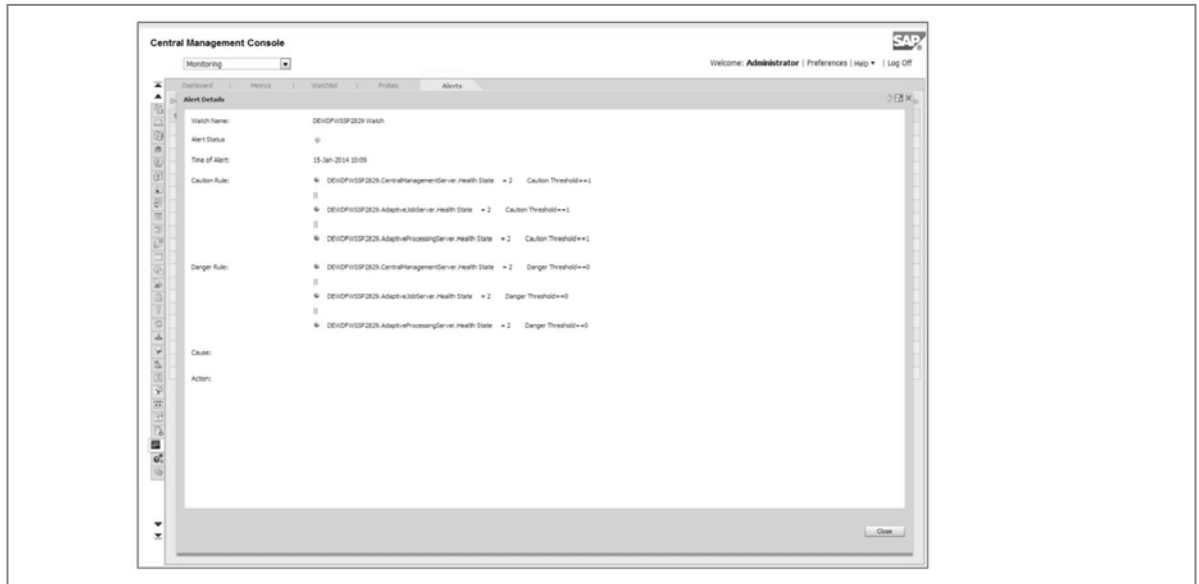 Central Management Console
SAP
Monitoring
Welcome: Administrator | Preferences | Help | Log Off
Dashboard | Metrics | Watchlist | Probes Alerts
Alert Details
Watch Name: DEWDFWSSP2829 Watch
Alert Status
Time of Alert: 15-Jan-2014 10:09
Caution Rule: DEWDFWSSP2829.CentralManagementServer.Health State = 2 Caution Threshold==1
||
DEWDFWSSP2829.AdaptiveJobServer.Health State = 2 Caution Threshold==1
||
DEWDFWSSP2829.AdaptiveProcessingServer.Health State = 2 Caution Threshold==1
Danger Rule: DEWDFWSSP2829.CentralManagementServer.Health State = 2 Danger Threshold==0
||
DEWDFWSSP2829.AdaptiveJobServer.Health State = 2 Danger Threshold==0
||
DEWDFWSSP2829.AdaptiveProcessingServer.Health State = 2 Danger Threshold==0
Cause:
Action:
Close